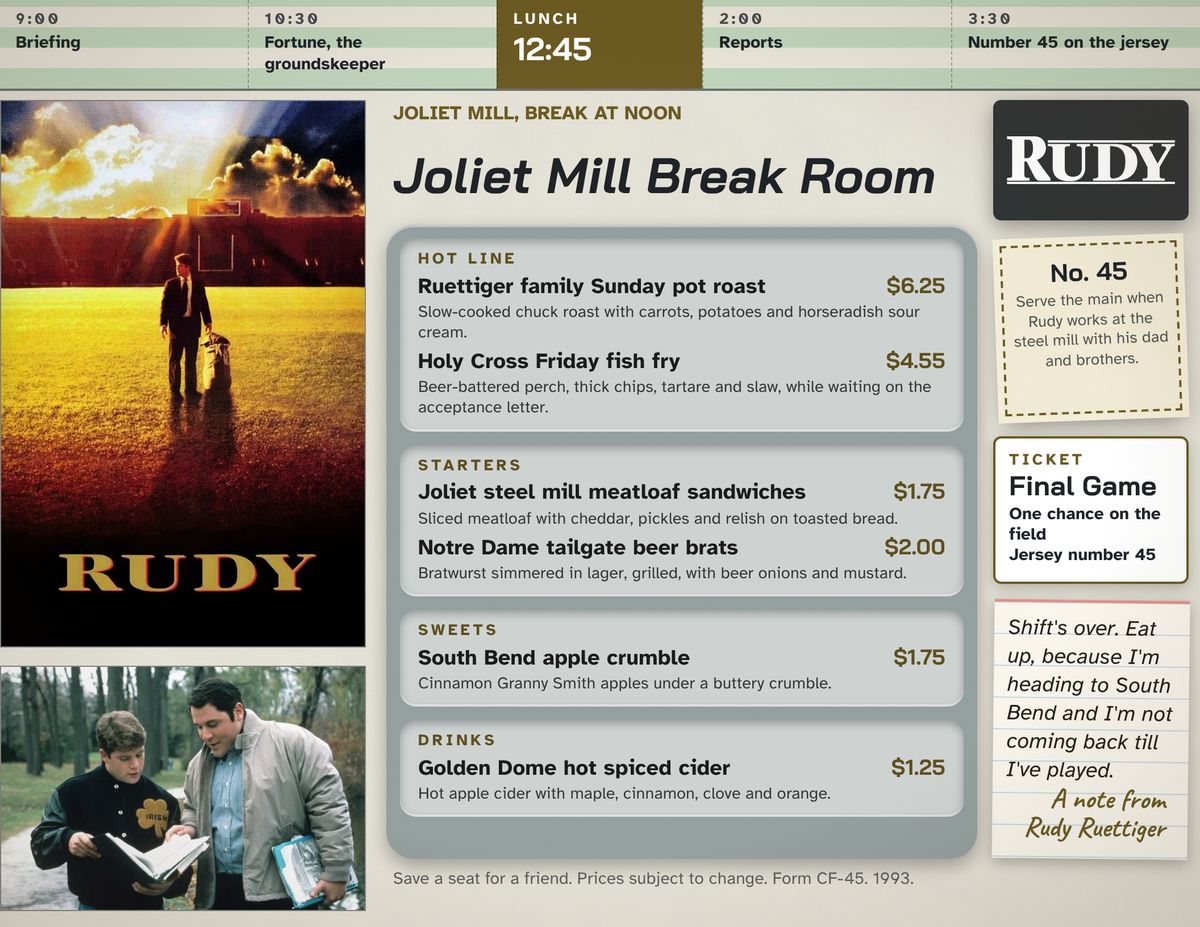 9:00
Briefing
10:30
Fortune, the
groundskeeper
LUNCH
12:45
2:00
Reports
3:30
Number 45 on the jersey
RUDY
IRISH
JOLIET MILL, BREAK AT NOON
Joliet Mill Break Room
HOT LINE
Ruettiger family Sunday pot roast $6.25
Slow-cooked chuck roast with carrots, potatoes and horseradish sour
cream.
Holy Cross Friday fish fry $4.55
Beer-battered perch, thick chips, tartare and slaw, while waiting on the
acceptance letter.
STARTERS
Joliet steel mill meatloaf sandwiches $1.75
Sliced meatloaf with cheddar, pickles and relish on toasted bread.
Notre Dame tailgate beer brats $2.00
Bratwurst simmered in lager, grilled, with beer onions and mustard.
SWEETS
South Bend apple crumble $1.75
Cinnamon Granny Smith apples under a buttery crumble.
DRINKS
Golden Dome hot spiced cider $1.25
Hot apple cider with maple, cinnamon, clove and orange.
Save a seat for a friend. Prices subject to change. Form CF-45. 1993.
RUDY
No. 45
Serve the main when
Rudy works at the
steel mill with his dad
and brothers.
TICKET
Final Game
One chance on the
field
Jersey number 45
Shift's over. Eat
up, because I'm
heading to South
Bend and I'm not
coming back till
I've played.
A note from
Rudy Ruettiger